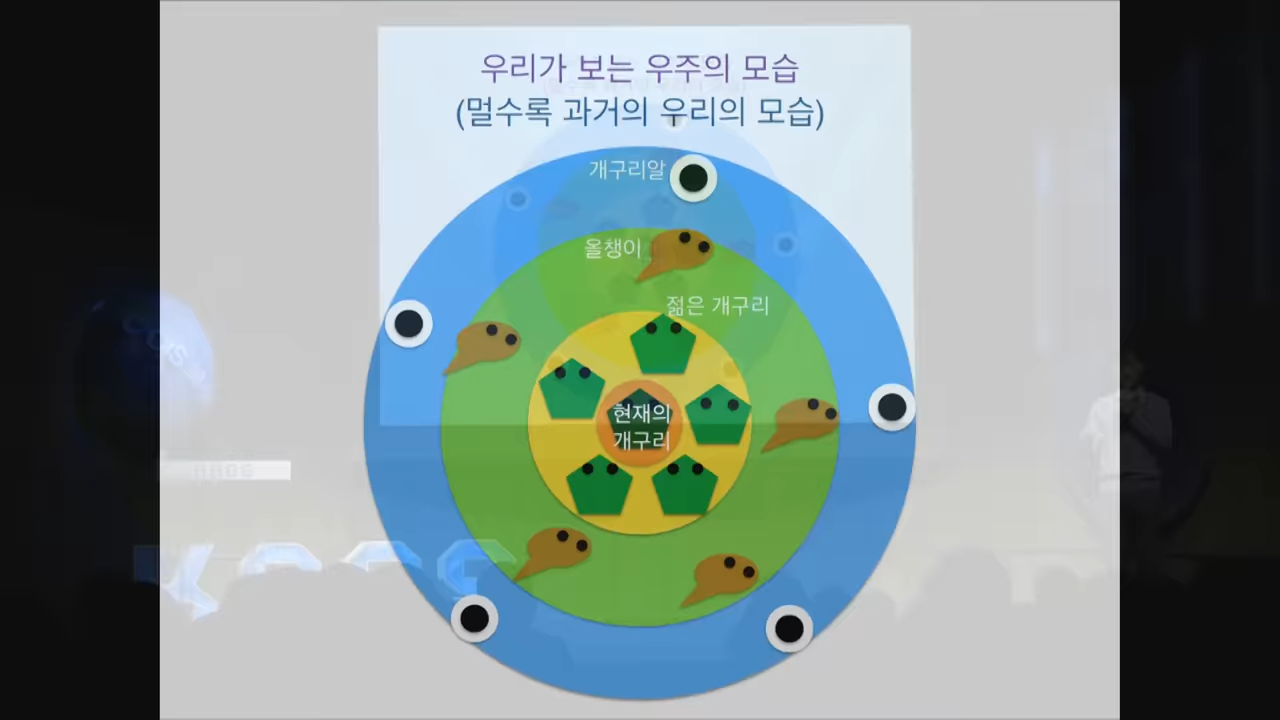 우리가 보는 우주의 모습
(멀수록 과거의 우리의 모습)
개구리알
올챙이
젊은 개구리
현재의
개구리